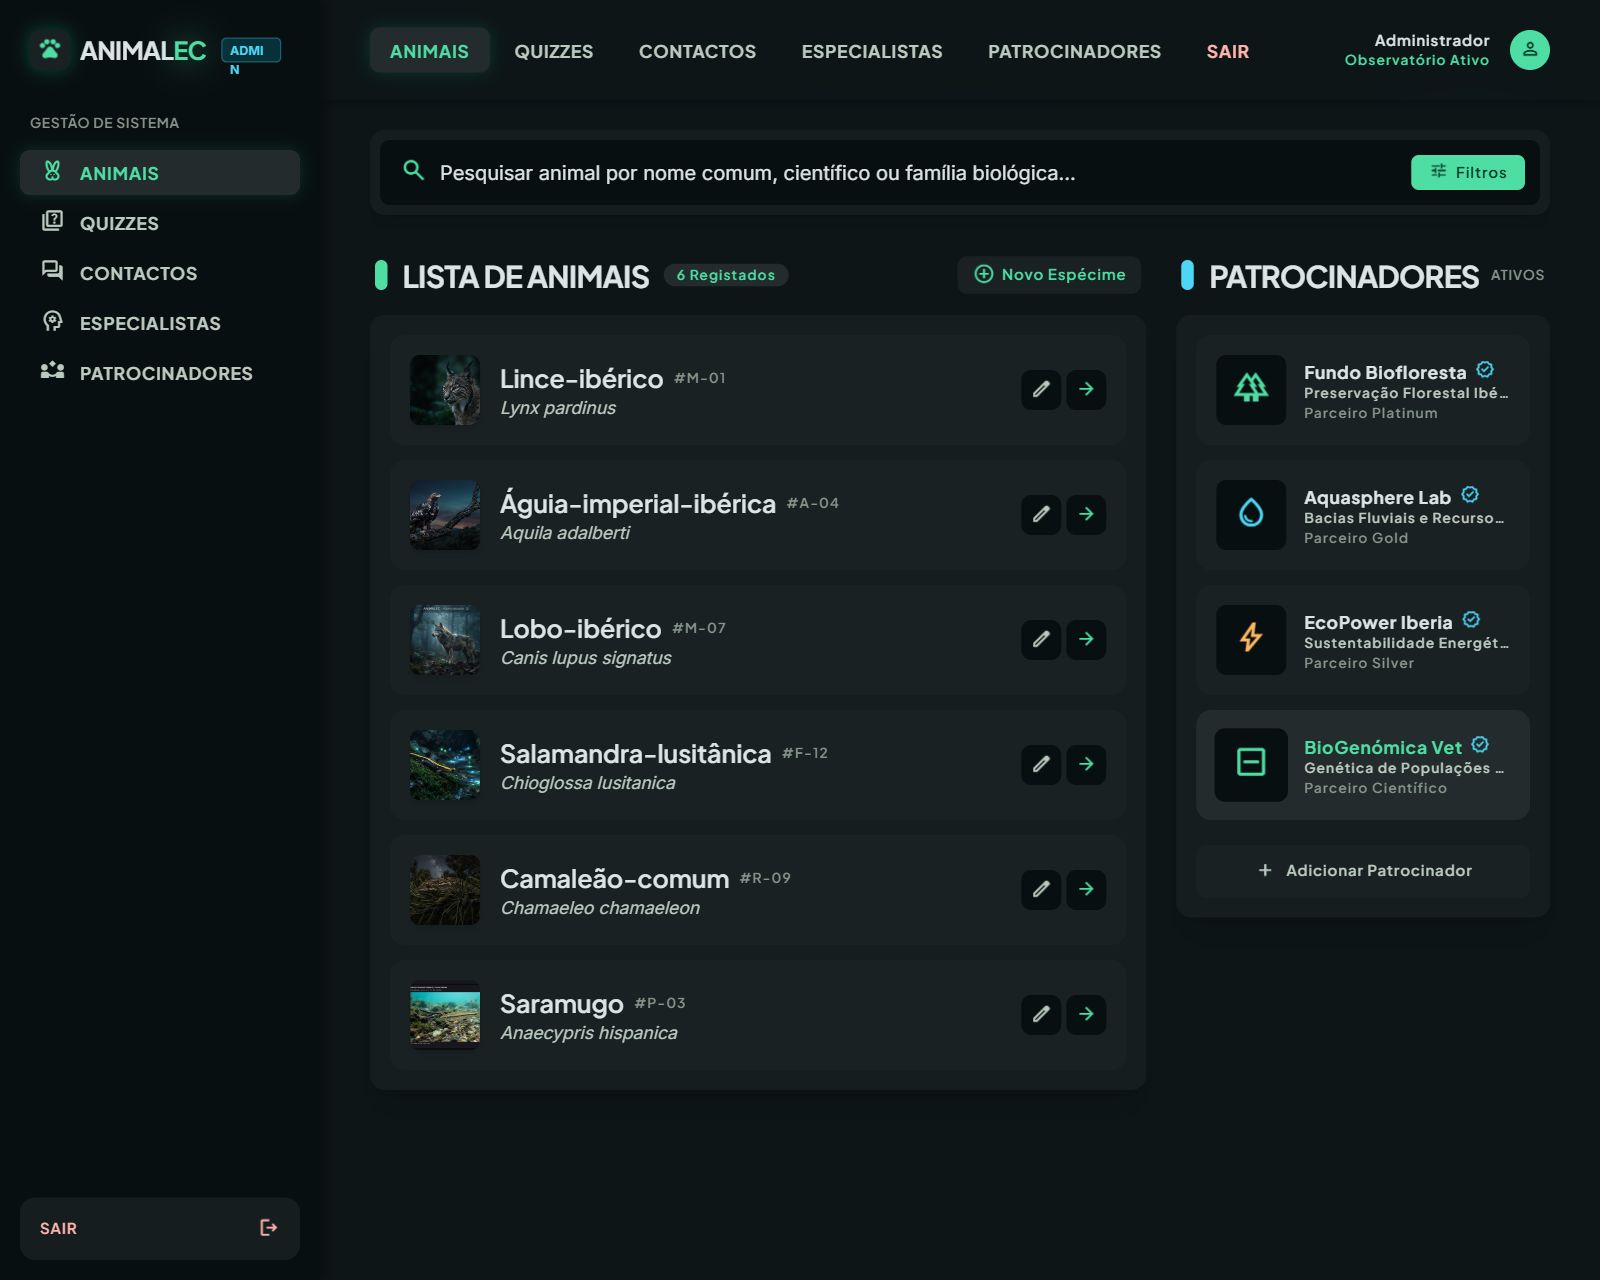 ANIMALEC
ADMI
N
GESTÃO DE SISTEMA
ANIMAIS
QUIZZES
CONTACTOS
ESPECIALISTAS
PATROCINADORES
SAIR
ANIMAIS QUIZZES CONTACTOS ESPECIALISTAS PATROCINADORES SAIR
Administrador
Observatório Ativo
Pesquisar animal por nome comum, científico ou família biológica...
Filtros
LISTA DE ANIMAIS 6 Registados
Novo Espécime
Lince-ibérico #M-01
Lynx pardinus
Águia-imperial-ibérica #A-04
Aquila adalberti
Lobo-ibérico #M-07
Canis lupus signatus
Salamandra-lusitânica #F-12
Chioglossa lusitanica
Camaleão-comum #R-09
Chamaeleo chamaeleon
Saramugo #P-03
Anaecypris hispanica
PATROCINADORES ATIVOS
Fundo Biofloresta
Preservação Florestal Ibé...
Parceiro Platinum
Aquasphere Lab
Bacias Fluviais e Recurso...
Parceiro Gold
EcoPower Iberia
Sustentabilidade Energét...
Parceiro Silver
BioGenómica Vet
Genética de Populações ...
Parceiro Científico
+ Adicionar Patrocinador